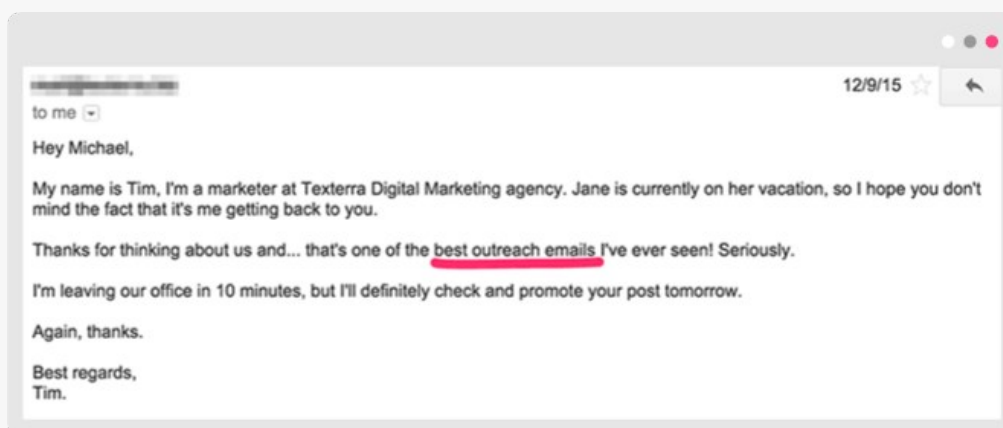 12/9/15
to me
Hey Michael,
My name is Tim, I'm a marketer at Texterra Digital Marketing agency. Jane is currently on her vacation, so I hope you don't
mind the fact that it's me getting back to you.
Thanks for thinking about us and... that's one of the best outreach emails I've ever seen! Seriously.
I'm leaving our office in 10 minutes, but I'll definitely check and promote your post tomorrow.
Again, thanks.
Best regards,
Tim.